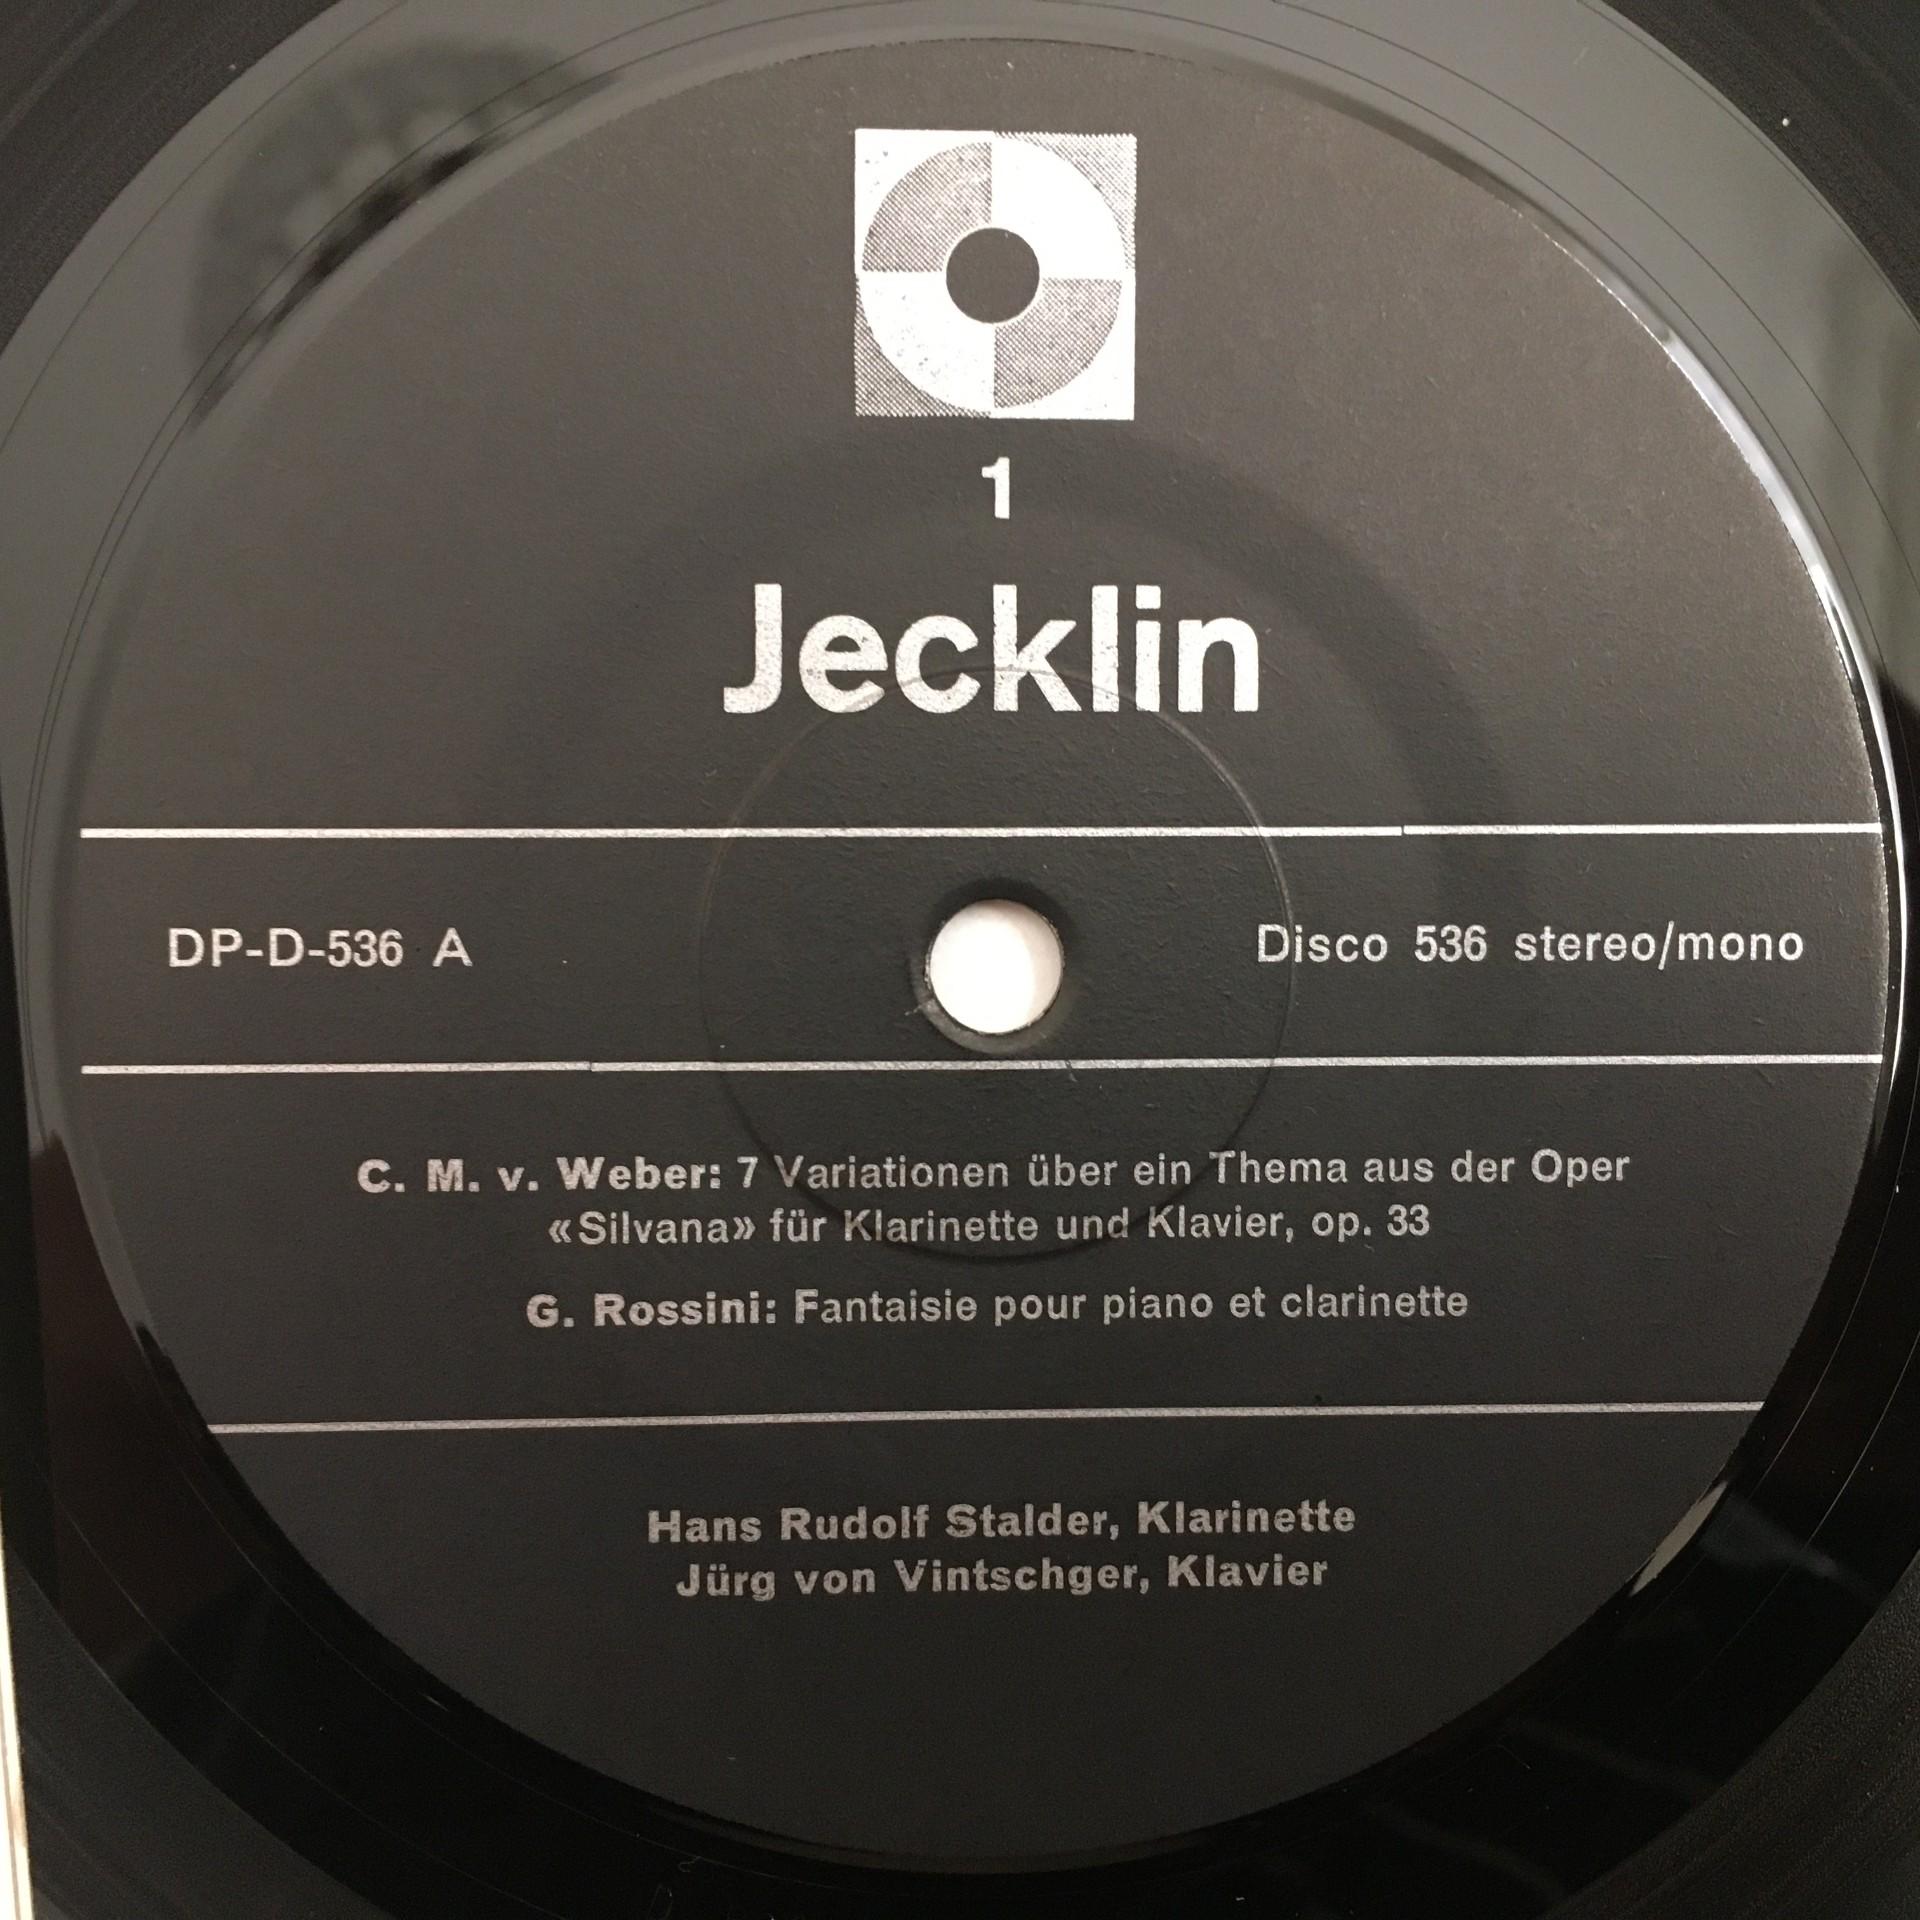 1
Jecklin
DP-D-536 A
Disco 536 stereo/mono
C. M. v. Weber: 7 Variationen über ein Thema aus der Oper
«Silvana» für Klarinette und Klavier, op. 33
G. Rossini: Fantaisie pour piano et clarinette
Hans Rudolf Stalder, Klarinette
Jürg von Vintschger, Klavier